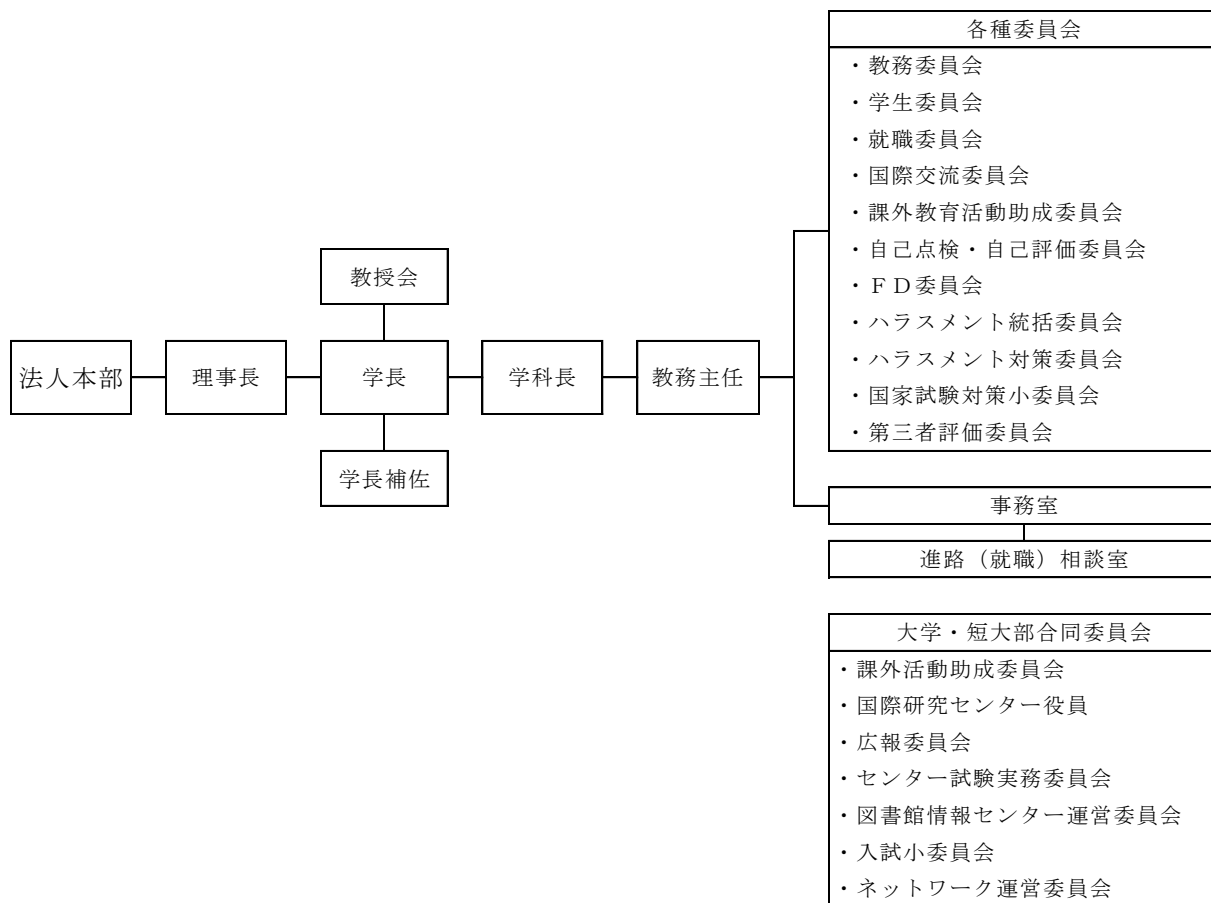 各種委員会
・教務委員会
・学生委員会
・就職委員会
・国際交流委員会
・課外教育活動助成委員会
・自己点検・自己評価委員会
・ＦＤ委員会
・ハラスメント統括委員会
・ハラスメント対策委員会
・国家試験対策小委員会
・第三者評価委員会
教授会
法人本部
理事長
学長
学科長
教務主任
学長補佐
事務室
進路（就職）相談室
大学・短大部合同委員会
・課外活動助成委員会
・国際研究センター役員
・広報委員会
・センター試験実務委員会
・図書館情報センター運営委員会
・入試小委員会
・ネットワーク運営委員会